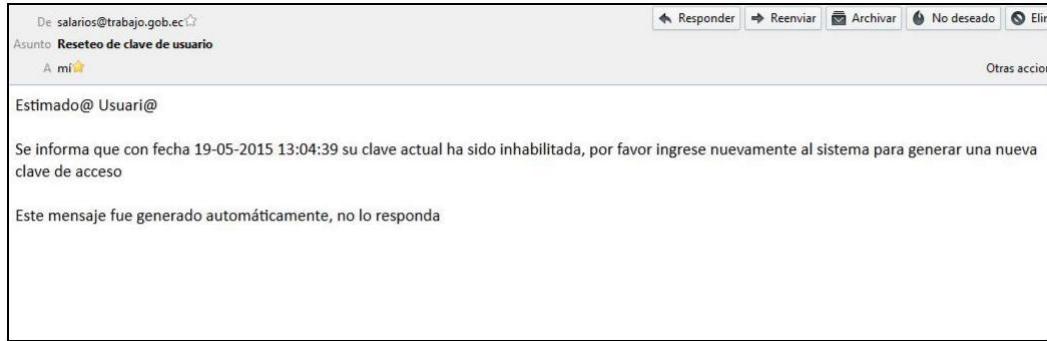 De salarios@trabajo.gob.ec
Responder Reenviar Archivar No deseado Elir
Asunto Reseteo de clave de usuario
A mí
Otras accion
Estimado@ Usuari@
Se informa que con fecha 19-05-2015 13:04:39 su clave actual ha sido inhabilitada, por favor ingrese nuevamente al sistema para generar una nueva
clave de acceso
Este mensaje fue generado automáticamente, no lo responda